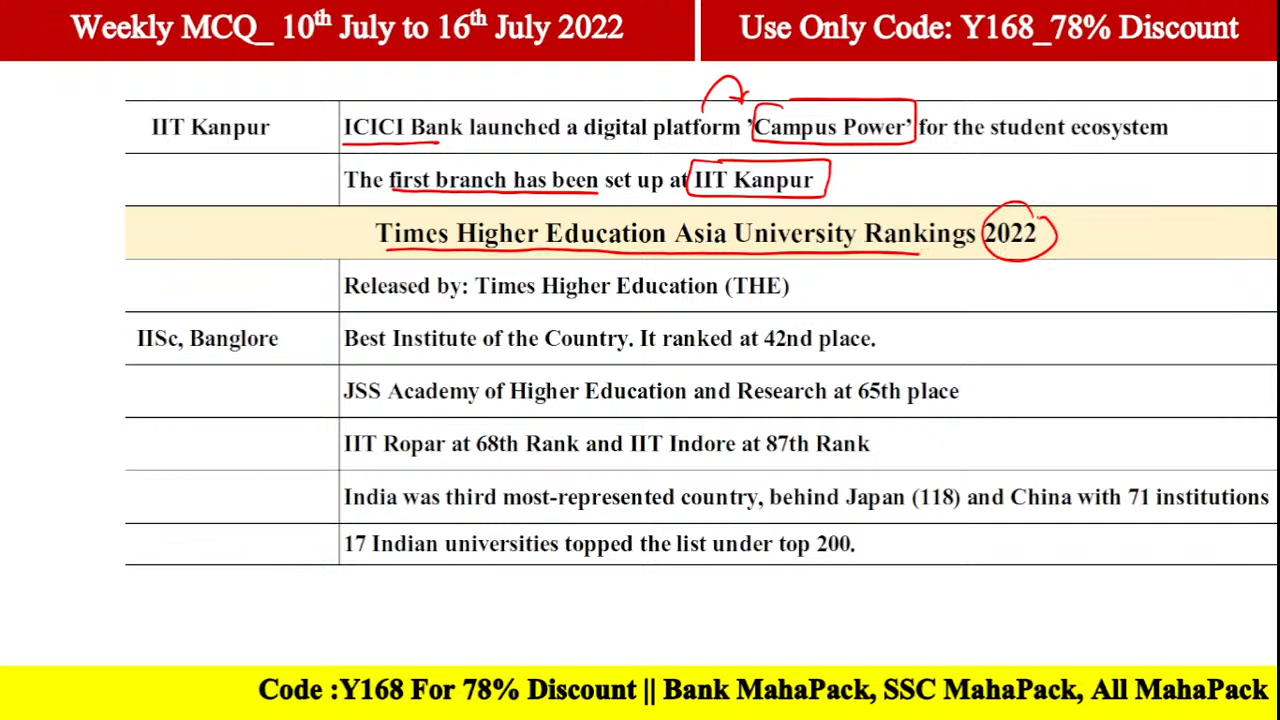 Weekly MCQ_ 10th July to 16th July 2022
Use Only Code: Y168_78% Discount
IIT Kanpur
ICICI Bank launched a digital platform 'Campus Power' for the student ecosystem
The first branch has been set up at IIT Kanpur
Times Higher Education Asia University Rankings 2022
Released by: Times Higher Education (THE)
IISc, Banglore
Best Institute of the Country. It ranked at 42nd place.
JSS Academy of Higher Education and Research at 65th place
IIT Ropar at 68th Rank and IIT Indore at 87th Rank
India was third most-represented country, behind Japan (118) and China with 71 institutions
17 Indian universities topped the list under top 200.
Code :Y168 For 78% Discount || Bank MahaPack, SSC MahaPack, All MahaPack